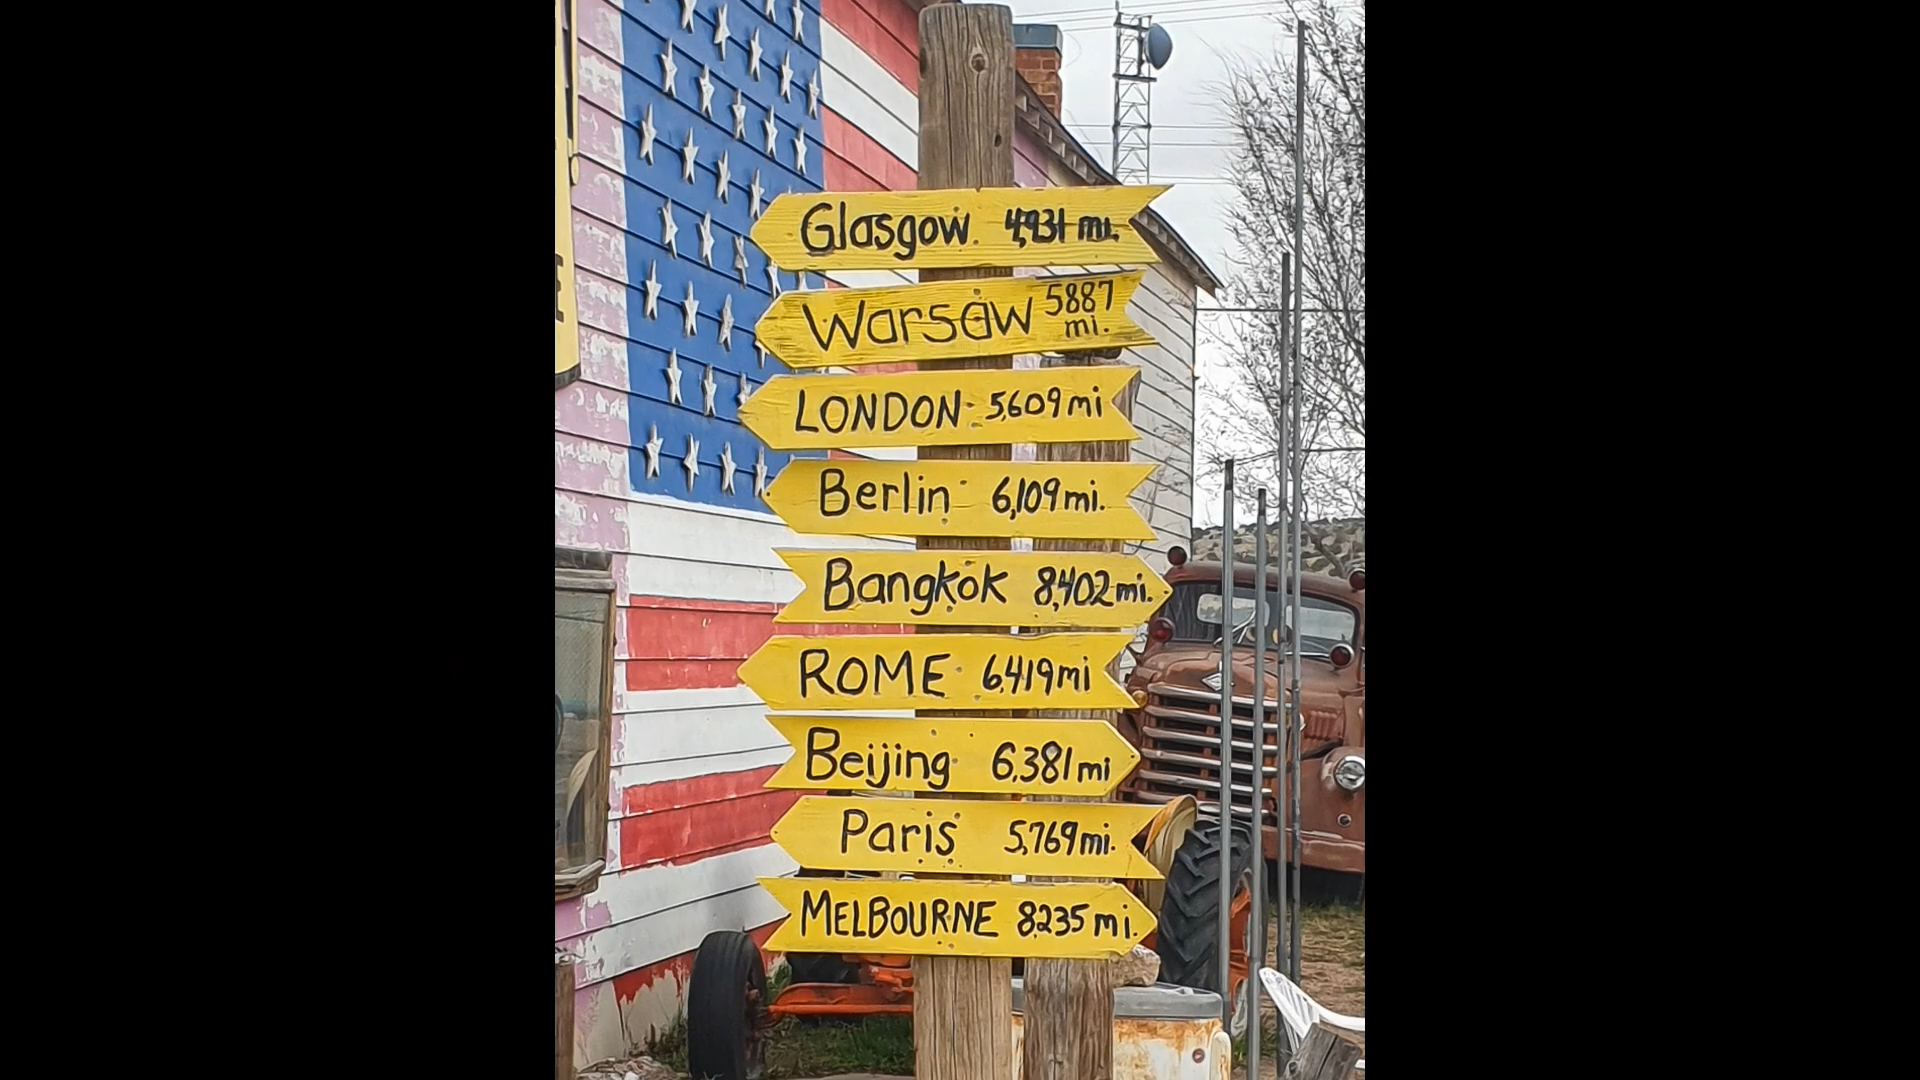 Glasgow 4,931 mi.
Warsaw 5887 mi.
LONDON 5,609 mi
Berlin 6,109 mi.
Bangkok 8,402 mi.
ROME 6,419 mi
Beijing 6,381 mi
Paris 5,769 mi.
MELBOURNE 8,235 mi.